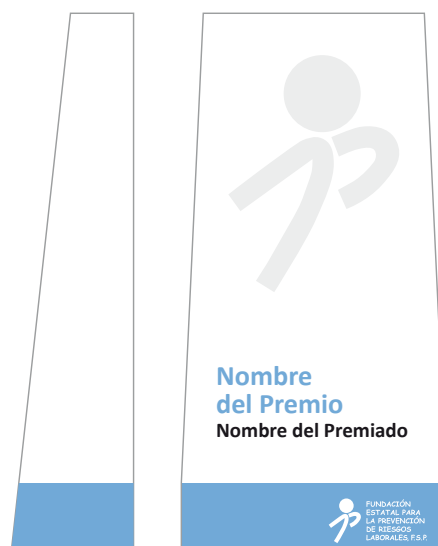 Nombre
del Premio
Nombre del Premiado
FUNDACIÓN
ESTATAL PARA
LA PREVENCIÓN
DE RIESGOS
LABORALES, F.S.P.